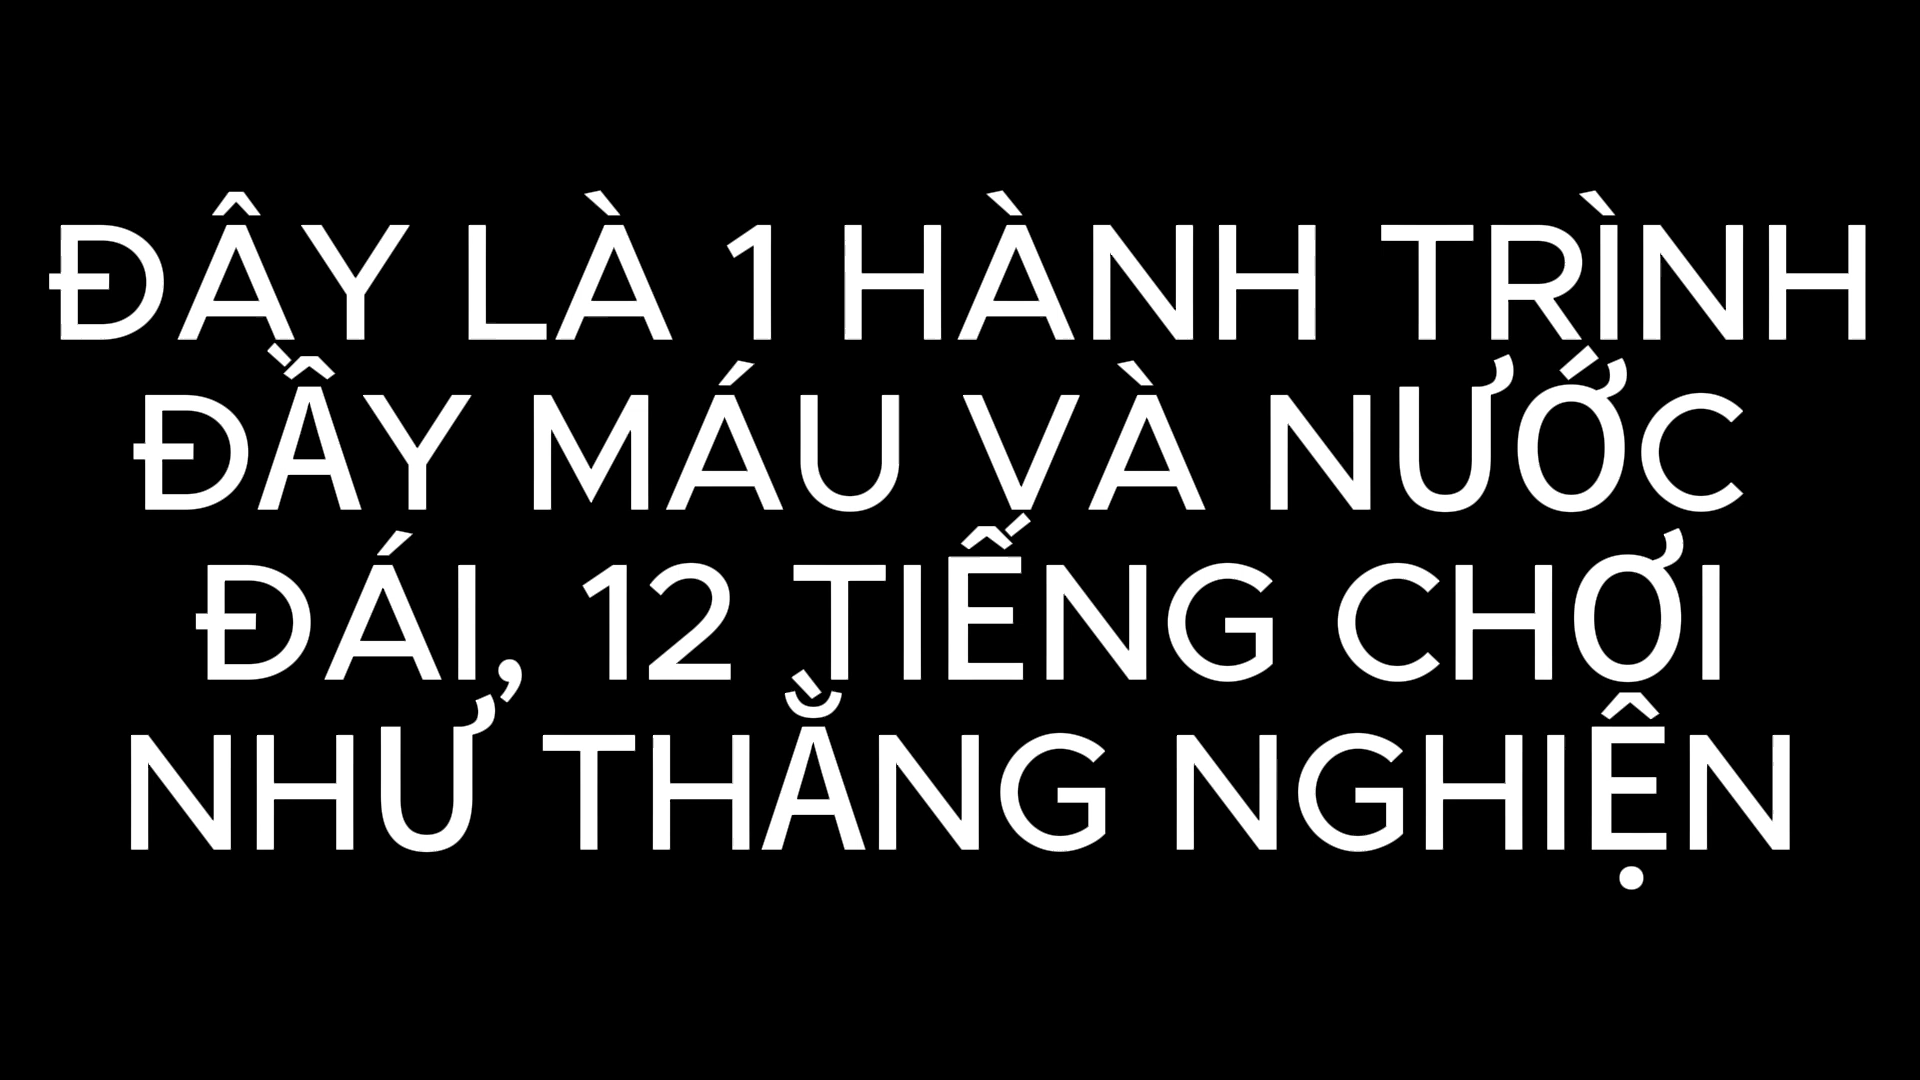 ĐÂY LÀ 1 HÀNH TRÌNH
ĐẦY MÁU VÀ NƯỚC
ĐÁI, 12 TIẾNG CHƠI
NHƯ THẰNG NGHIỆN